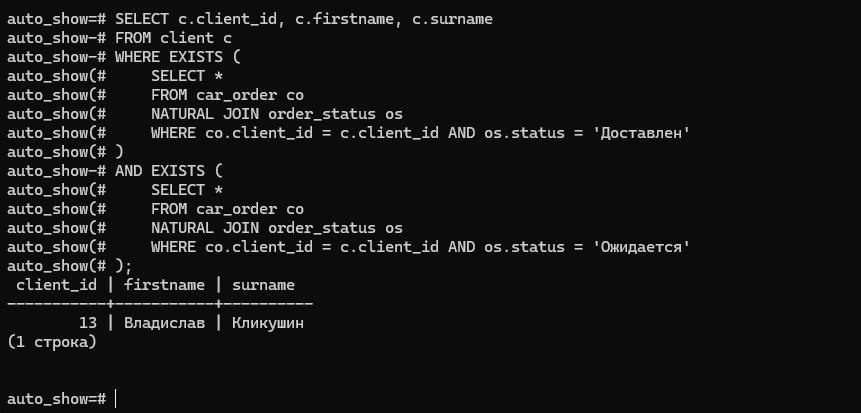 auto_show=# SELECT c.client_id, c.firstname, c.surname
auto_show-# FROM client c
auto_show-# WHERE EXISTS (
auto_show(#     SELECT *
auto_show(#     FROM car_order co
auto_show(#     NATURAL JOIN order_status os
auto_show(#     WHERE co.client_id = c.client_id AND os.status = 'Доставлен'
auto_show(# )
auto_show-# AND EXISTS (
auto_show(#     SELECT *
auto_show(#     FROM car_order co
auto_show(#     NATURAL JOIN order_status os
auto_show(#     WHERE co.client_id = c.client_id AND os.status = 'Ожидается'
auto_show(# );
 client_id | firstname | surname
-----------+-----------+----------
        13 | Владислав | Кликушин
(1 строка)
auto_show=#